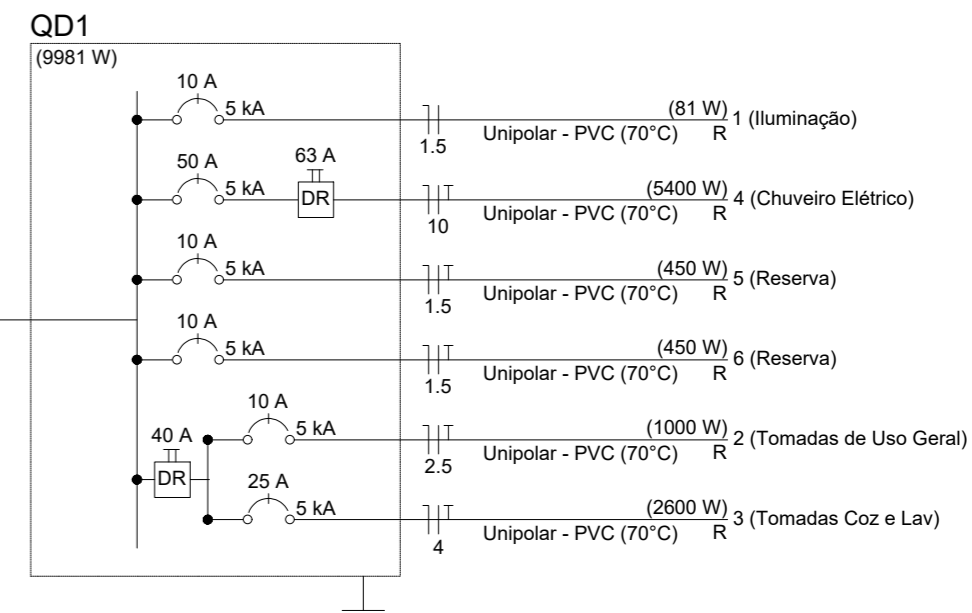 QD1
(9981 W)
10 A
5 kA
1.5
Unipolar - PVC (70°C)
(81 W)
R
1 (Iluminação)
50 A
5 kA
63 A
DR
10
Unipolar - PVC (70°C)
(5400 W)
R
4 (Chuveiro Elétrico)
10 A
5 kA
1.5
Unipolar - PVC (70°C)
(450 W)
R
5 (Reserva)
10 A
5 kA
1.5
Unipolar - PVC (70°C)
(450 W)
R
6 (Reserva)
40 A
DR
10 A
5 kA
2.5
Unipolar - PVC (70°C)
(1000 W)
R
2 (Tomadas de Uso Geral)
25 A
5 kA
4
Unipolar - PVC (70°C)
(2600 W)
R
3 (Tomadas Coz e Lav)